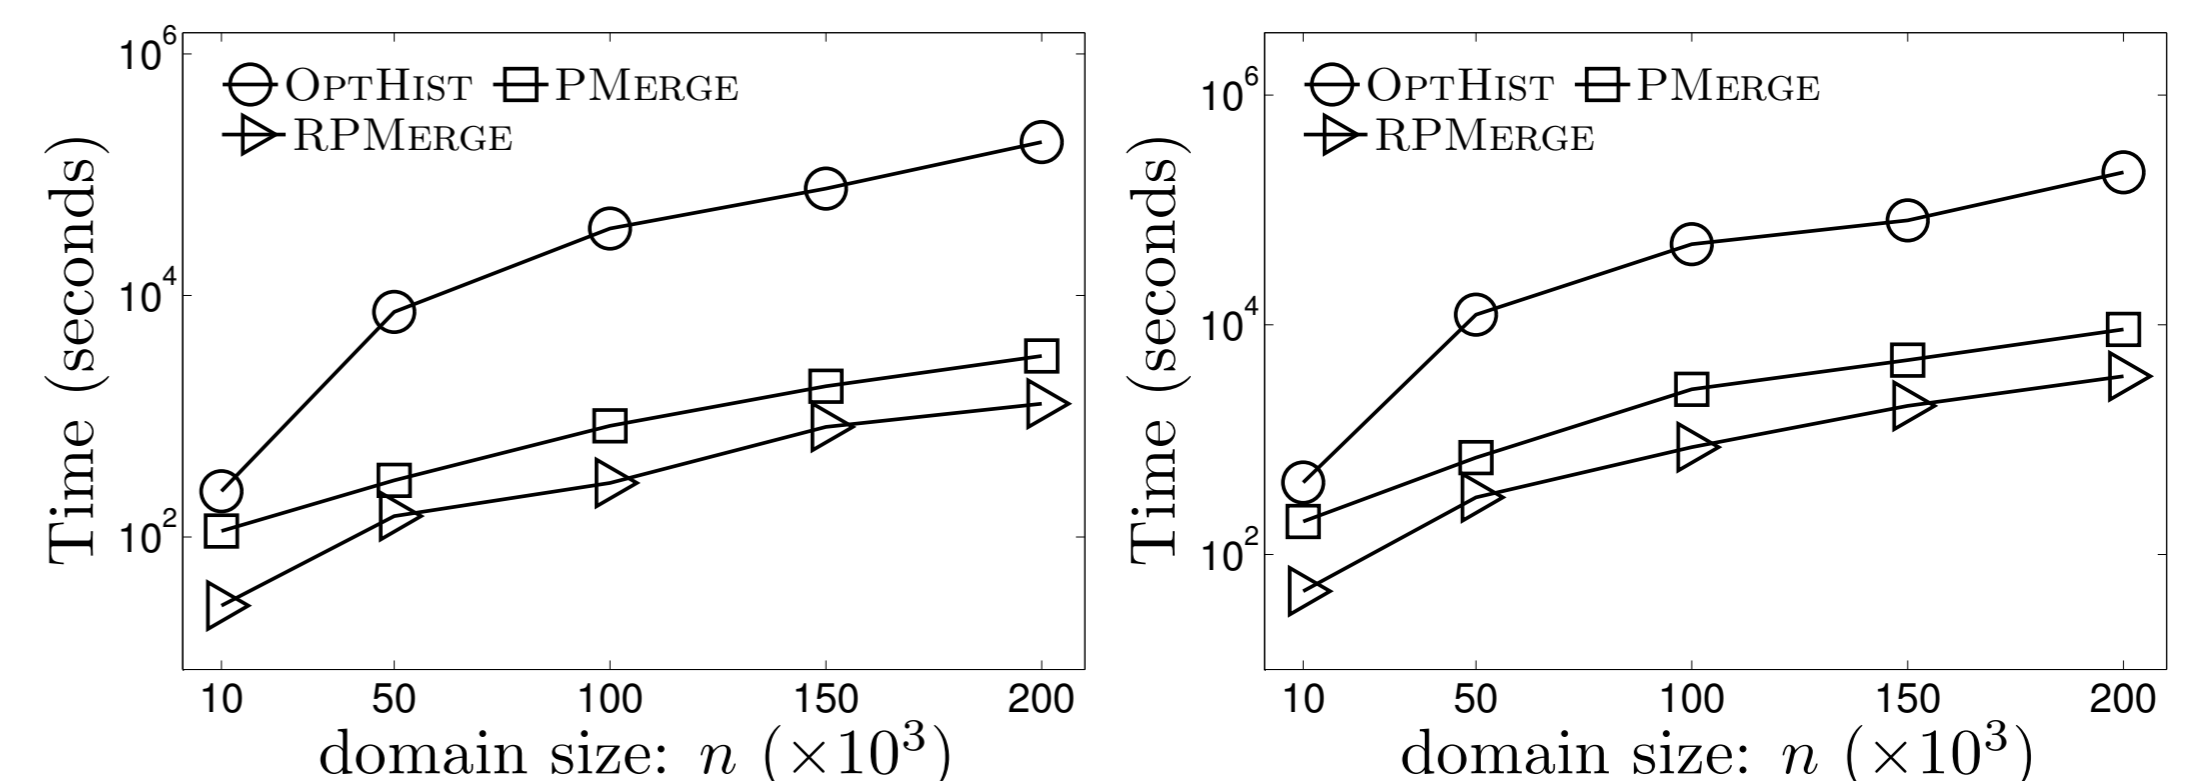 10^6
10^4
10^2
Time (seconds)
OPTHIST PMERGE
RPMERGE
10 50 100 150 200
domain size: n (×10^3)
10^6
10^4
10^2
Time (seconds)
OPTHIST PMERGE
RPMERGE
10 50 100 150 200
domain size: n (×10^3)